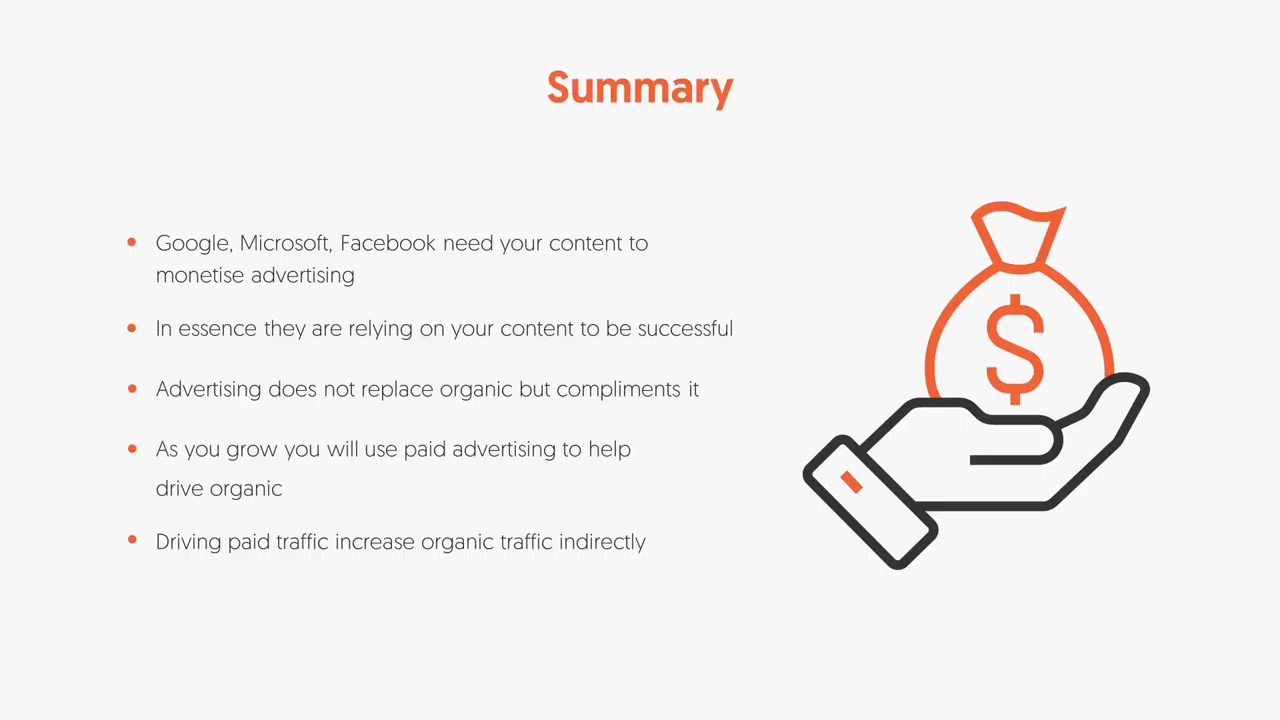 Summary
• Google, Microsoft, Facebook need your content to
monetise advertising
• In essence they are relying on your content to be successful
• Advertising does not replace organic but compliments it
• As you grow you will use paid advertising to help
drive organic
• Driving paid traffic increase organic traffic indirectly
$